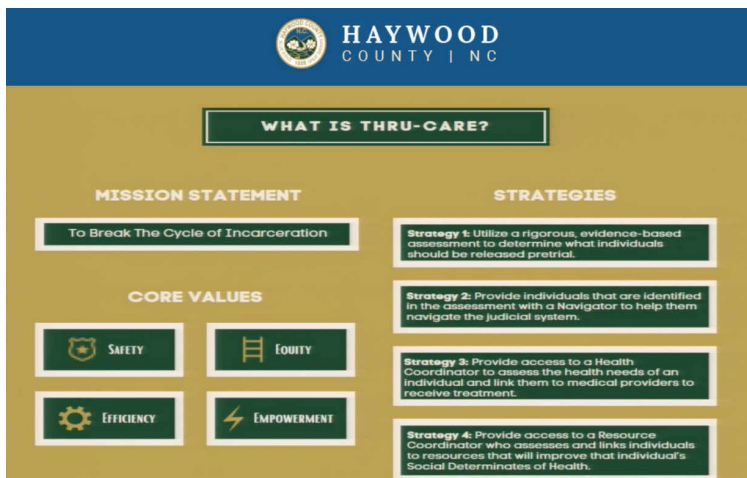 HAYWOOD
COUNTY | NC
WHAT IS THRU-CARE?
MISSION STATEMENT
To Break The Cycle of Incarceration
CORE VALUES
SAFETY
EQUITY
EFFICIENCY
EMPOWERMENT
STRATEGIES
Strategy 1: Utilize a rigorous, evidence-based
assessment to determine what individuals
should be released pretrial.
Strategy 2: Provide individuals that are identified
in the assessment with a Navigator to help them
navigate the judicial system.
Strategy 3: Provide access to a Health
Coordinator to assess the health needs of an
individual and link them to medical providers to
receive treatment.
Strategy 4: Provide access to a Resource
Coordinator who assesses and links individuals
to resources that will improve that individual's
Social Determinates of Health.